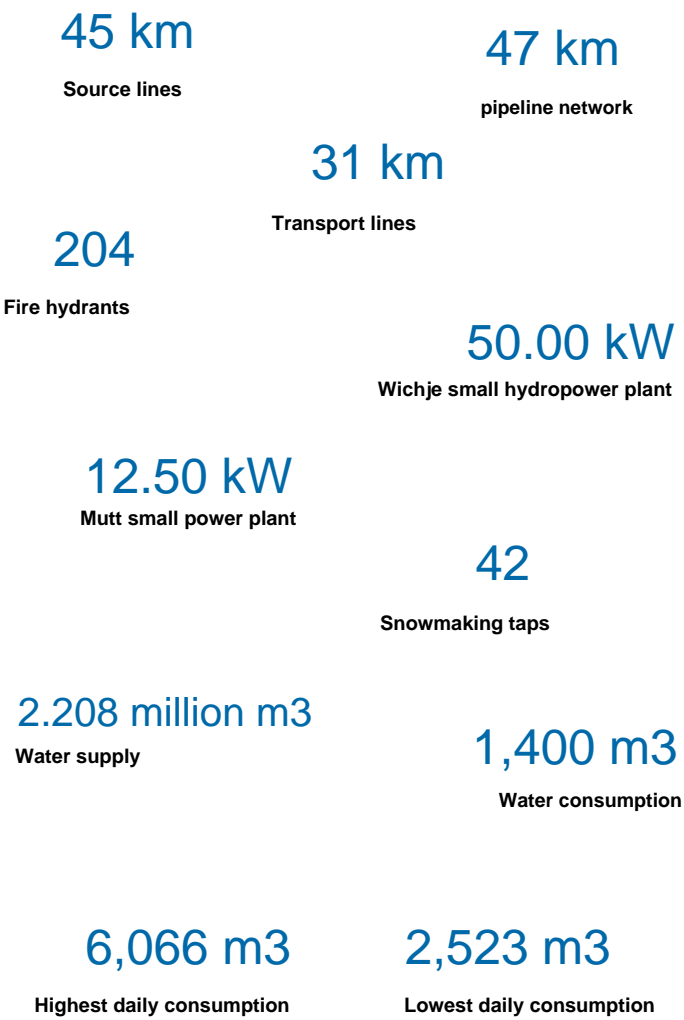 45 km
Source lines
47 km
pipeline network
31 km
Transport lines
204
Fire hydrants
50.00 kW
Wichje small hydropower plant
12.50 kW
Mutt small power plant
42
Snowmaking taps
2.208 million m3
Water supply
1,400 m3
Water consumption
6,066 m3
Highest daily consumption
2,523 m3
Lowest daily consumption